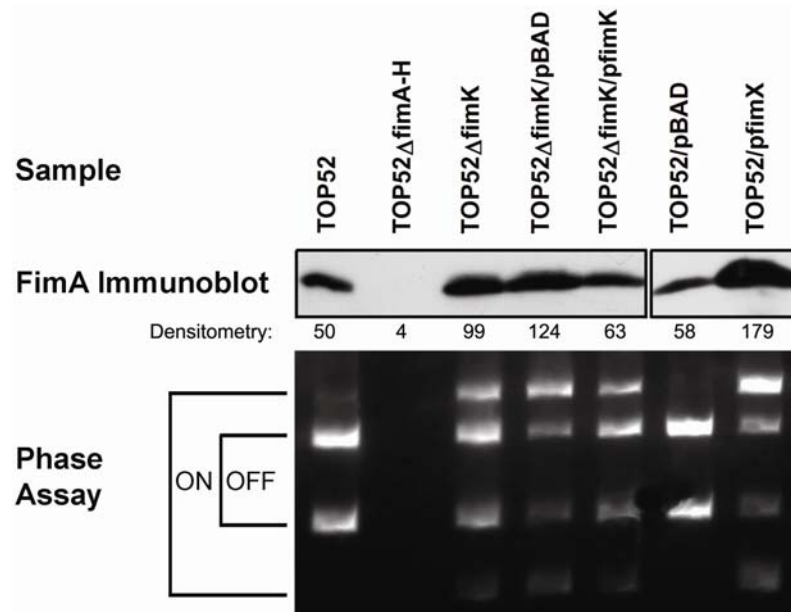 Sample
TOP52
TOP52ΔfimA-H
TOP52ΔfimK
TOP52ΔfimK/pBAD
TOP52ΔfimK/pfimK
TOP52/pBAD
TOP52/pfimX
FimA Immunoblot
Densitometry: 50 4 99 124 63 58 179
Phase
Assay
ON OFF